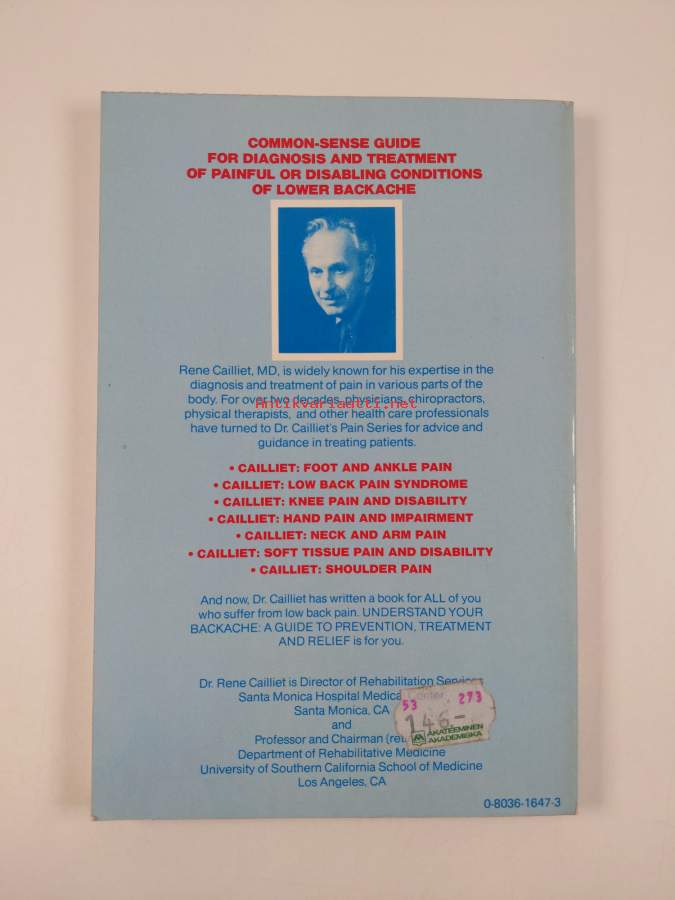 COMMON-SENSE GUIDE
FOR DIAGNOSIS AND TREATMENT
OF PAINFUL OR DISABLING CONDITIONS
OF LOWER BACKACHE
Rene Cailliet, MD, is widely known for his expertise in the
diagnosis and treatment of pain in various parts of the
body. For over two decades, physicians, chiropractors,
Antikvariaatti.net
physical therapists, and other health care professionals
have turned to Dr. Cailliet's Pain Series for advice and
guidance in treating patients.
• CAILLIET: FOOT AND ANKLE PAIN
• CAILLIET: LOW BACK PAIN SYNDROME
• CAILLIET: KNEE PAIN AND DISABILITY
• CAILLIET: HAND PAIN AND IMPAIRMENT
• CAILLIET: NECK AND ARM PAIN
• CAILLIET: SOFT TISSUE PAIN AND DISABILITY
• CAILLIET: SHOULDER PAIN
And now, Dr. Cailliet has written a book for ALL of you
who suffer from low back pain. UNDERSTAND YOUR
BACKACHE: A GUIDE TO PREVENTION, TREATMENT
AND RELIEF is for you.
Dr. Rene Cailliet is Director of Rehabilitation Services
Santa Monica Hospital Medical Center
Santa Monica, CA
53 293
146.-
AKATEEMINEN
AKADEMISKA
and
Professor and Chairman
Department of Rehabilitative Medicine
University of Southern California School of Medicine
Los Angeles, CA
0-8036-1647-3